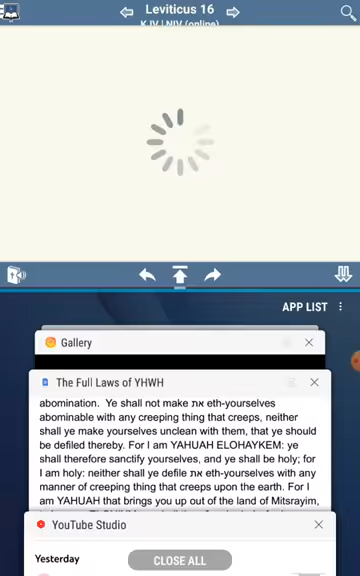 Leviticus 16
KJV | NIV (online)
APP LIST
Gallery
The Full Laws of YHWH
abomination. Ye shall not make את eth-yourselves
abominable with any creeping thing that creeps, neither
shall ye make yourselves unclean with them, that ye should
be defiled thereby. For I am YAHUAH ELOHAYKEM: ye
shall therefore sanctify yourselves, and ye shall be holy; for
I am holy: neither shall ye defile את eth-yourselves with any
manner of creeping thing that creeps upon the earth. For I
am YAHUAH that brings you up out of the land of Mitsrayim,
YouTube Studio
Yesterday
CLOSE ALL